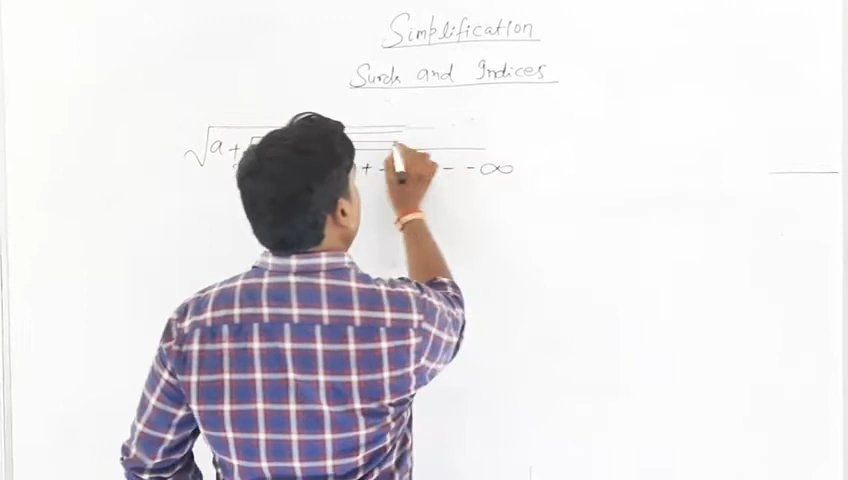 Simplification
Surds and Indices
√a + √ + - - - ∞